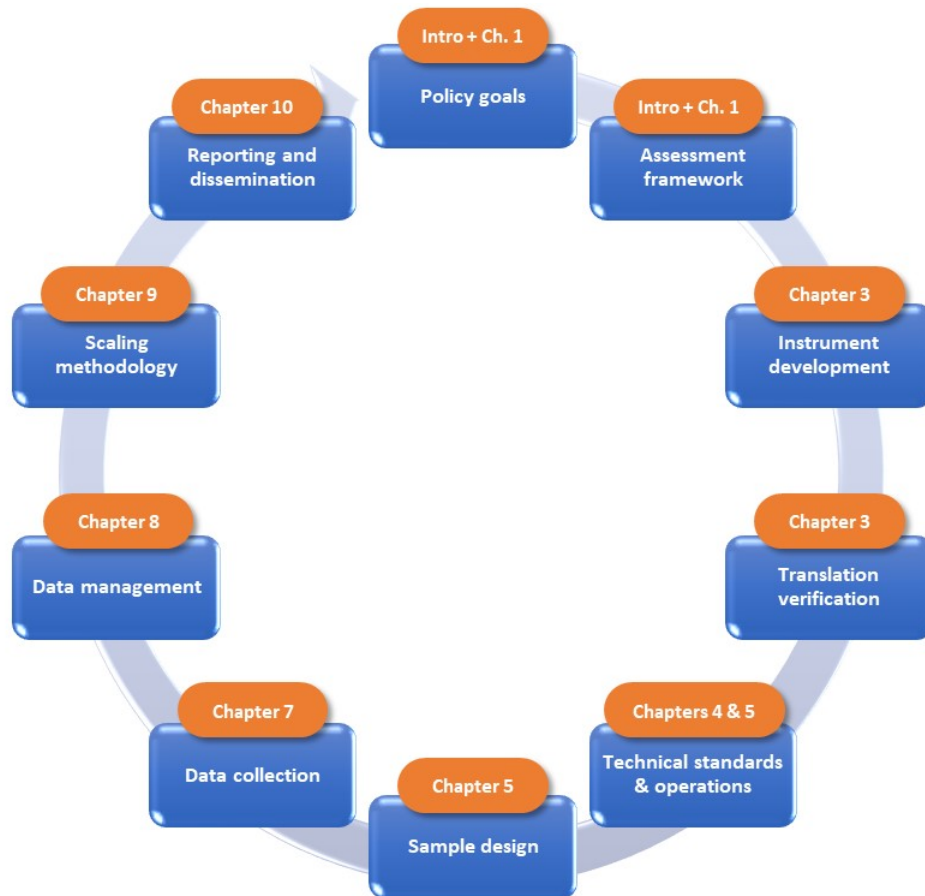 Intro + Ch. 1
Policy goals
Intro + Ch. 1
Assessment
framework
Chapter 3
Instrument
development
Chapter 3
Translation
verification
Chapters 4 & 5
Technical standards
& operations
Chapter 5
Sample design
Chapter 7
Data collection
Chapter 8
Data management
Chapter 9
Scaling
methodology
Chapter 10
Reporting and
dissemination